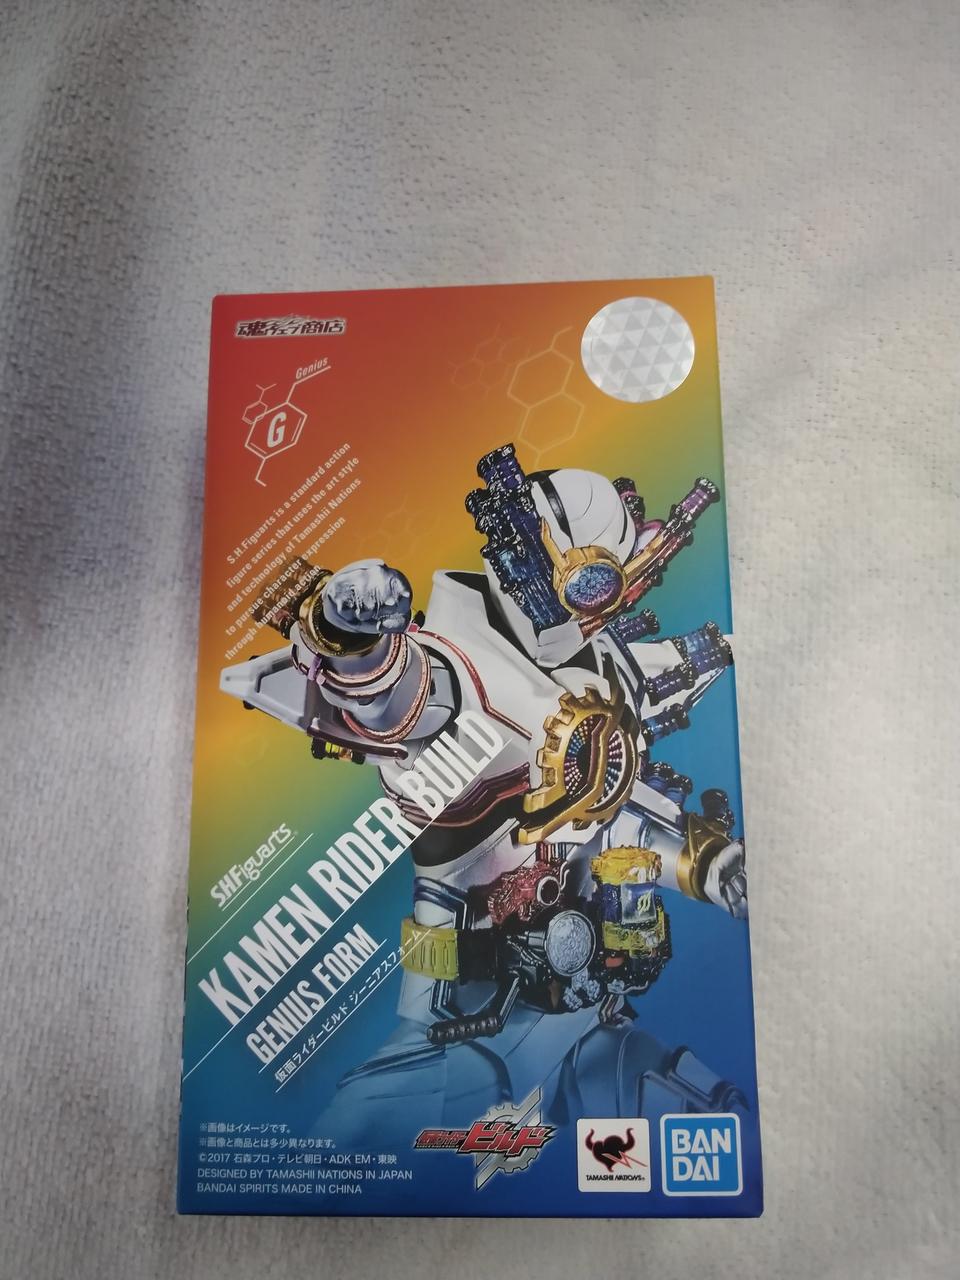 魂ウェブ商店
Genius
G
S.H.Figuarts is a standard action
figure series that uses the art style
and technology of Tamashii Nations
to pursue character expression
through humanoid action
S.H.Figuarts
KAMEN RIDER BUILD
GENIUS FORM
仮面ライダービルド ジーニアスフォーム
※画像はイメージです。
※画像と商品とは多少異なります。
©2017 石森プロ・テレビ朝日・ADK EM・東映
DESIGNED BY TAMASHII NATIONS IN JAPAN
BANDAI SPIRITS MADE IN CHINA
仮面ライダービルド
TAMASHII NATIONS
BAN
DAI